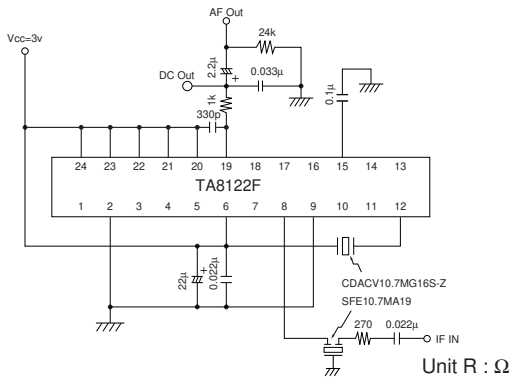 AF Out
Vcc=3v
24k
2.2μ
+
DC Out
0.033μ
1k
330p
0.1μ
24 23 22 21 20 19 18 17 16 15 14 13
TA8122F
1 2 3 4 5 6 7 8 9 10 11 12
22μ
+
0.022μ
CDACV10.7MG16S-Z
SFE10.7MA19
270
0.022μ
IF IN
Unit R : Ω